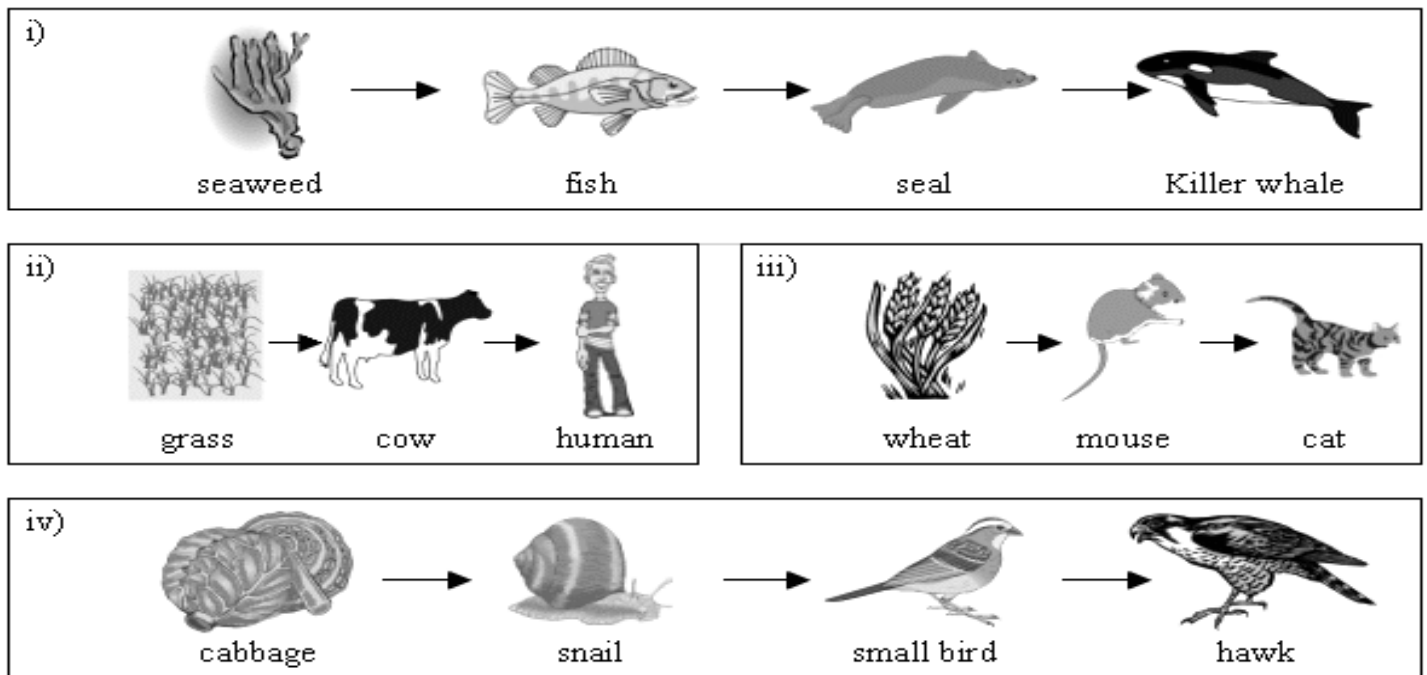 i)
seaweed fish seal Killer whale
ii)
grass cow human
iii)
wheat mouse cat
iv)
cabbage snail small bird hawk